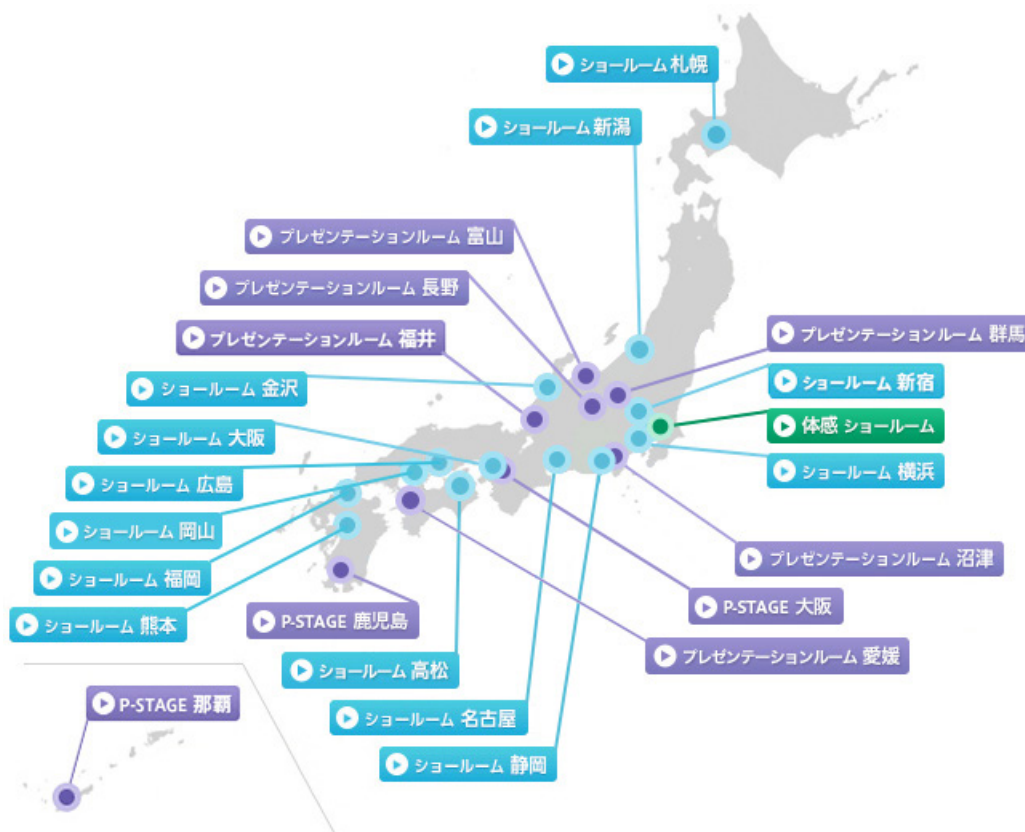 ショールーム 札幌
ショールーム 新潟
プレゼンテーションルーム 富山
プレゼンテーションルーム 長野
プレゼンテーションルーム 群馬
プレゼンテーションルーム 福井
ショールーム 新宿
ショールーム 金沢
体感 ショールーム
ショールーム 大阪
ショールーム 横浜
ショールーム 広島
ショールーム 岡山
プレゼンテーションルーム 沼津
ショールーム 福岡
P-STAGE 大阪
ショールーム 熊本
P-STAGE 鹿児島
プレゼンテーションルーム 愛媛
ショールーム 高松
P-STAGE 那覇
ショールーム 名古屋
ショールーム 静岡